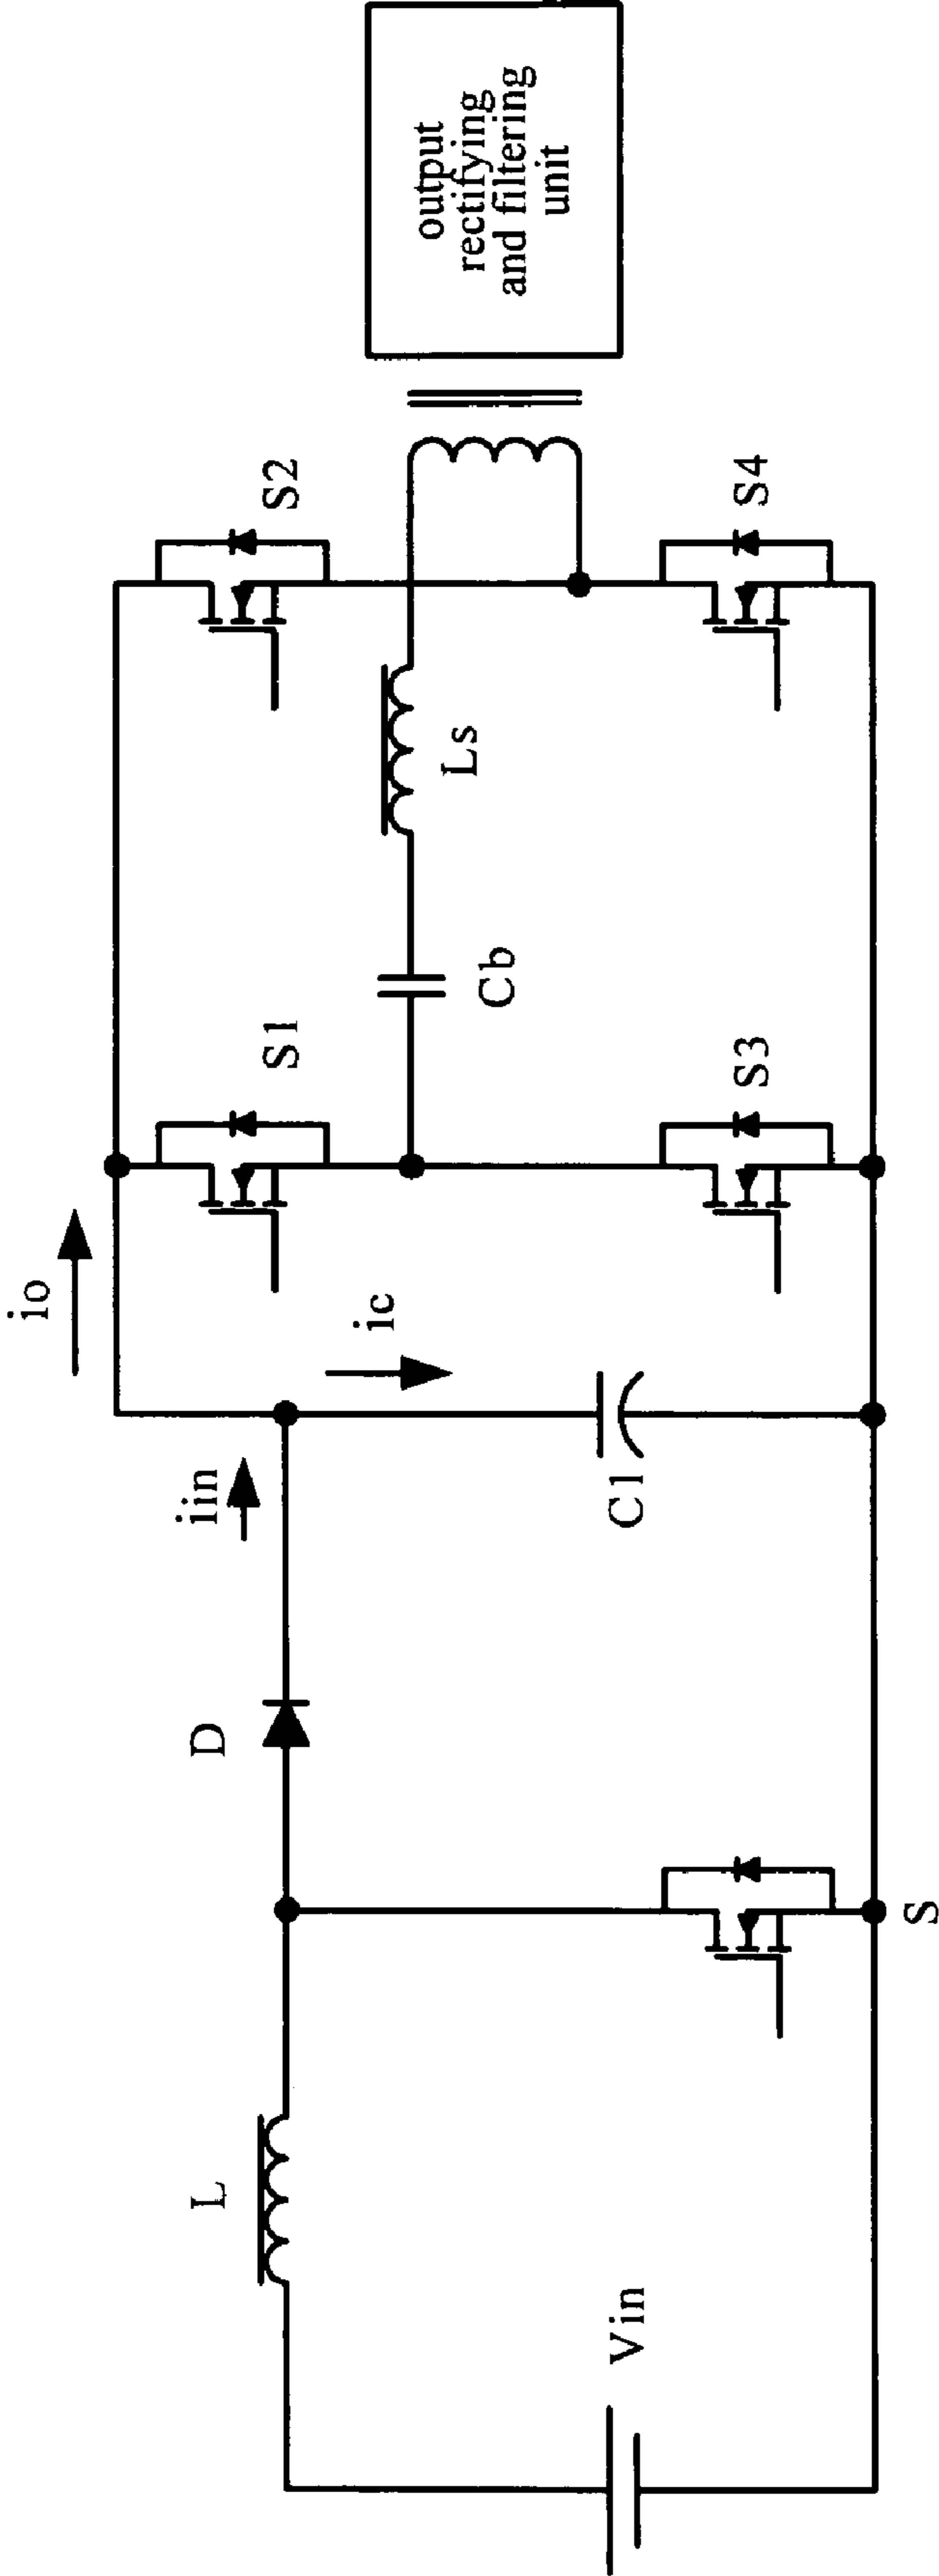 io
iin
ic
D
L
S1
S2
Ls
Cb
C1
Vin
S
S3
S4
output
rectifying
and filtering
unit